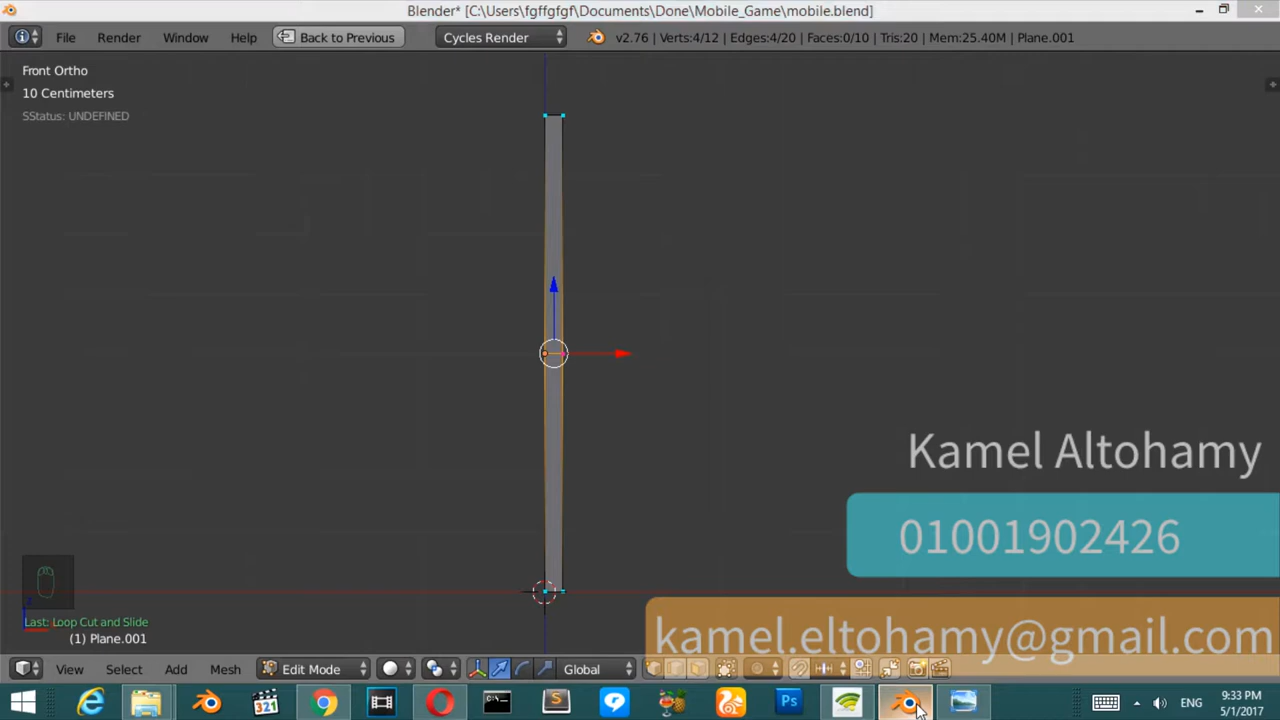 Blender* [C:\Users\fgffgfgf\Documents\Done\Mobile_Game\mobile.blend]
File Render Window Help Back to Previous Cycles Render v2.76 | Verts:4/12 | Edges:4/20 | Faces:0/10 | Tris:20 | Mem:25.40M | Plane.001
Front Ortho
10 Centimeters
SStatus: UNDEFINED
Kamel Altohamy
01001902426
kamel.eltohamy@gmail.com
Last: Loop Cut and Slide
(1) Plane.001
View Select Add Mesh Edit Mode Global
321
Ps
ENG
9:33 PM
5/1/2017